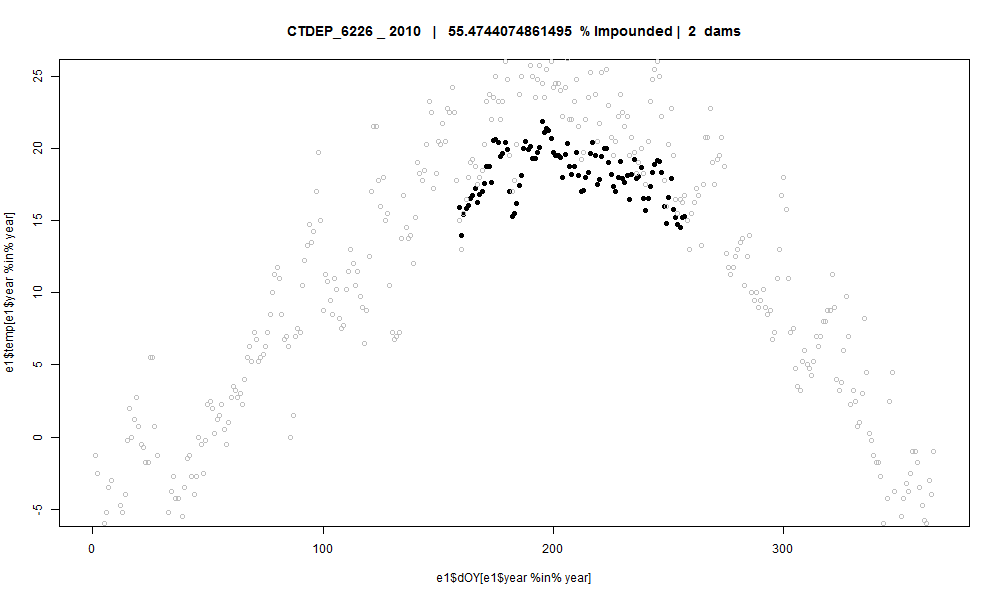 CTDEP_6226 _ 2010 | 55.4744074861495 % Impounded | 2 dams
25
20
15
10
5
0
-5
e1$temp[e1$year %in% year]
0 100 200 300
e1$dOY[e1$year %in% year]